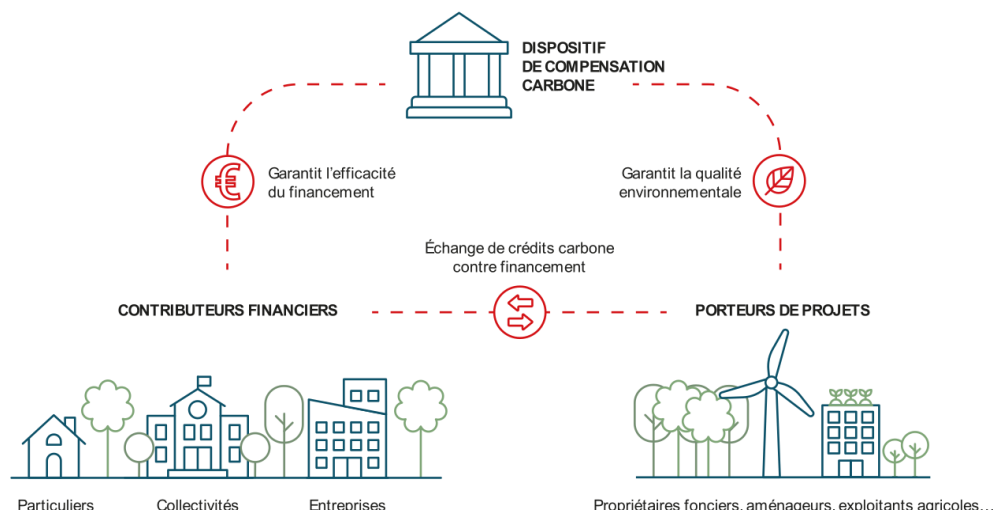 DISPOSITIF
DE COMPENSATION
CARBONE
Garantit l'efficacité
du financement
Garantit la qualité
environnementale
Échange de crédits carbone
contre financement
CONTRIBUTEURS FINANCIERS
PORTEURS DE PROJETS
Particuliers
Collectivités
Entreprises
Propriétaires fonciers, aménageurs, exploitants agricoles…